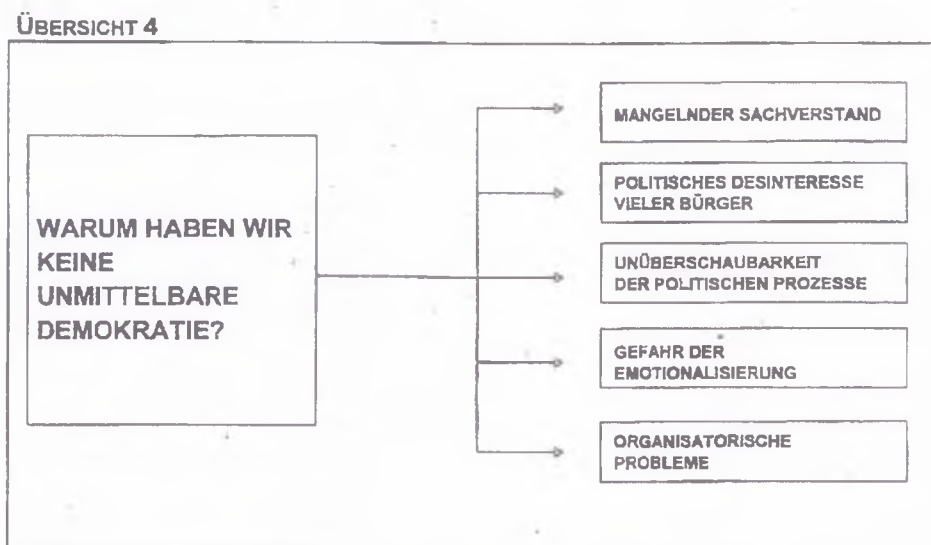 ÜBERSICHT 4
WARUM HABEN WIR
KEINE
UNMITTELBARE
DEMOKRATIE?
MANGELNDER SACHVERSTAND
POLITISCHES DESINTERESSE
VIELER BÜRGER
UNÜBERSCHAUBARKEIT
DER POLITISCHEN PROZESSE
GEFAHR DER
EMOTIONALISIERUNG
ORGANISATORISCHE
PROBLEME